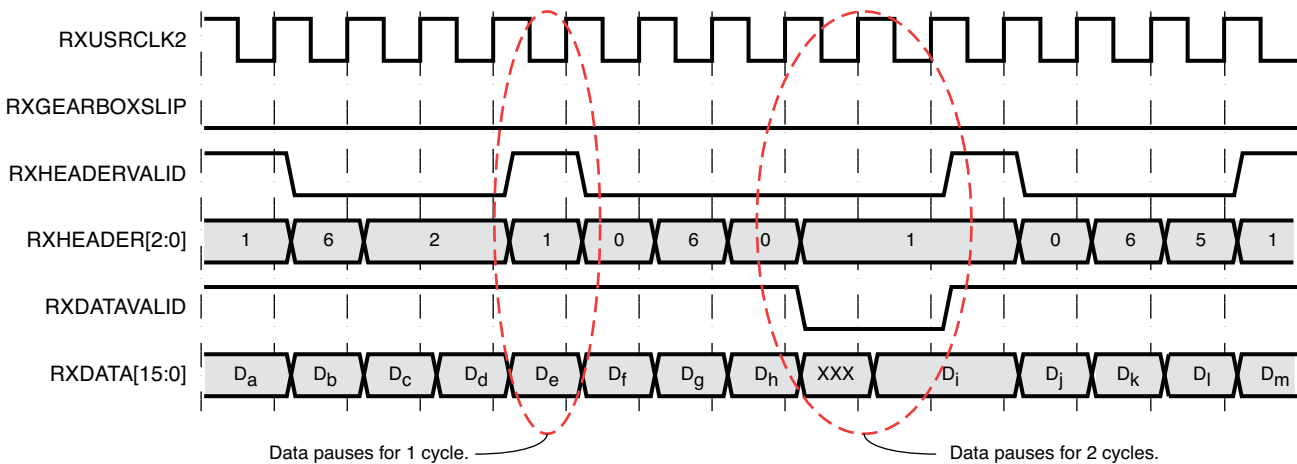 RXUSRCLK2
RXGEARBOXSLIP
RXHEADERVALID
RXHEADER[2:0] 1 6 2 1 0 6 0 1 0 6 5 1
RXDATAVALID
RXDATA[15:0] Da Db Dc Dd De Df Dg Dh XXX Di Dj Dk Dl Dm
Data pauses for 1 cycle. Data pauses for 2 cycles.